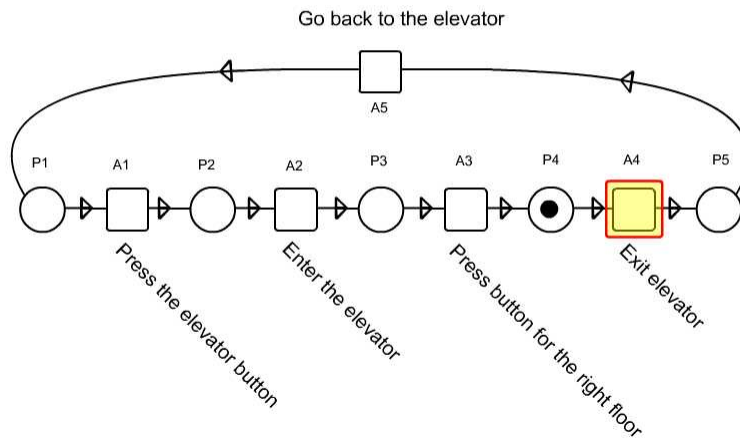 Go back to the elevator
A5
P1
A1
P2
A2
P3
A3
P4
A4
P5
Press the elevator button
Enter the elevator
Press button for the right floor
Exit elevator